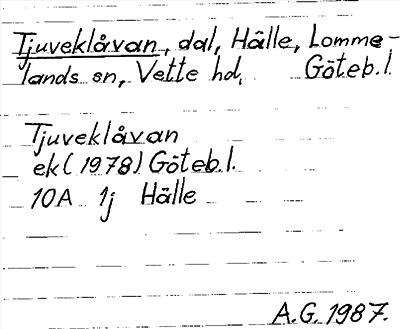 Tjuveklåvan, dal, Hälle, Lomme-
lands sn, Vette hd, Göteb.l.
Tjuveklåvan
ek (1978) Göteb.l.
10A 1j Hälle
A.G. 1987.